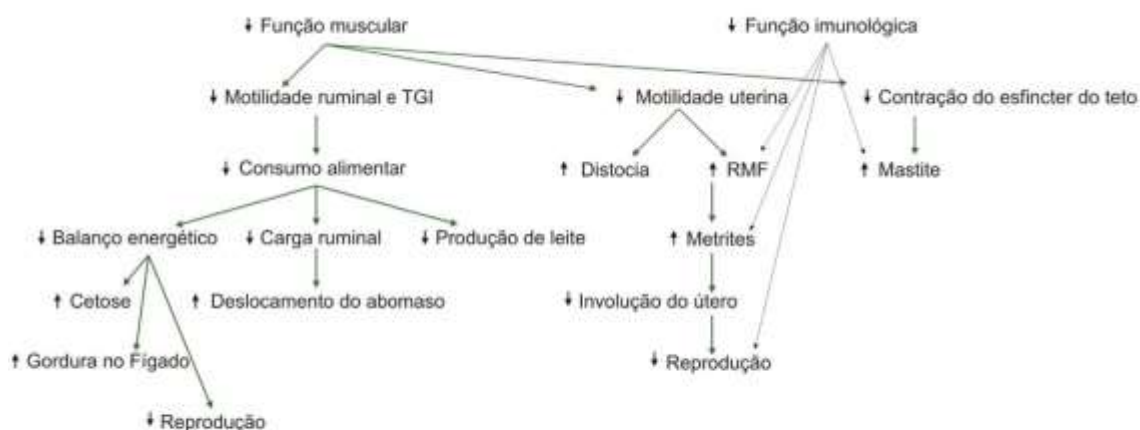 ↓ Função muscular
↓ Função imunológica
↓ Motilidade ruminal e TGI
↓ Motilidade uterina
↓ Contração do esfincter do teto
↓ Consumo alimentar
↑ Distocia
↑ RMF
↑ Mastite
↓ Balanço energético
↓ Carga ruminal
↓ Produção de leite
↑ Metrites
↑ Cetose
↑ Deslocamento do abomaso
↓ Involução do útero
↑ Gordura no Fígado
↓ Reprodução
↓ Reprodução